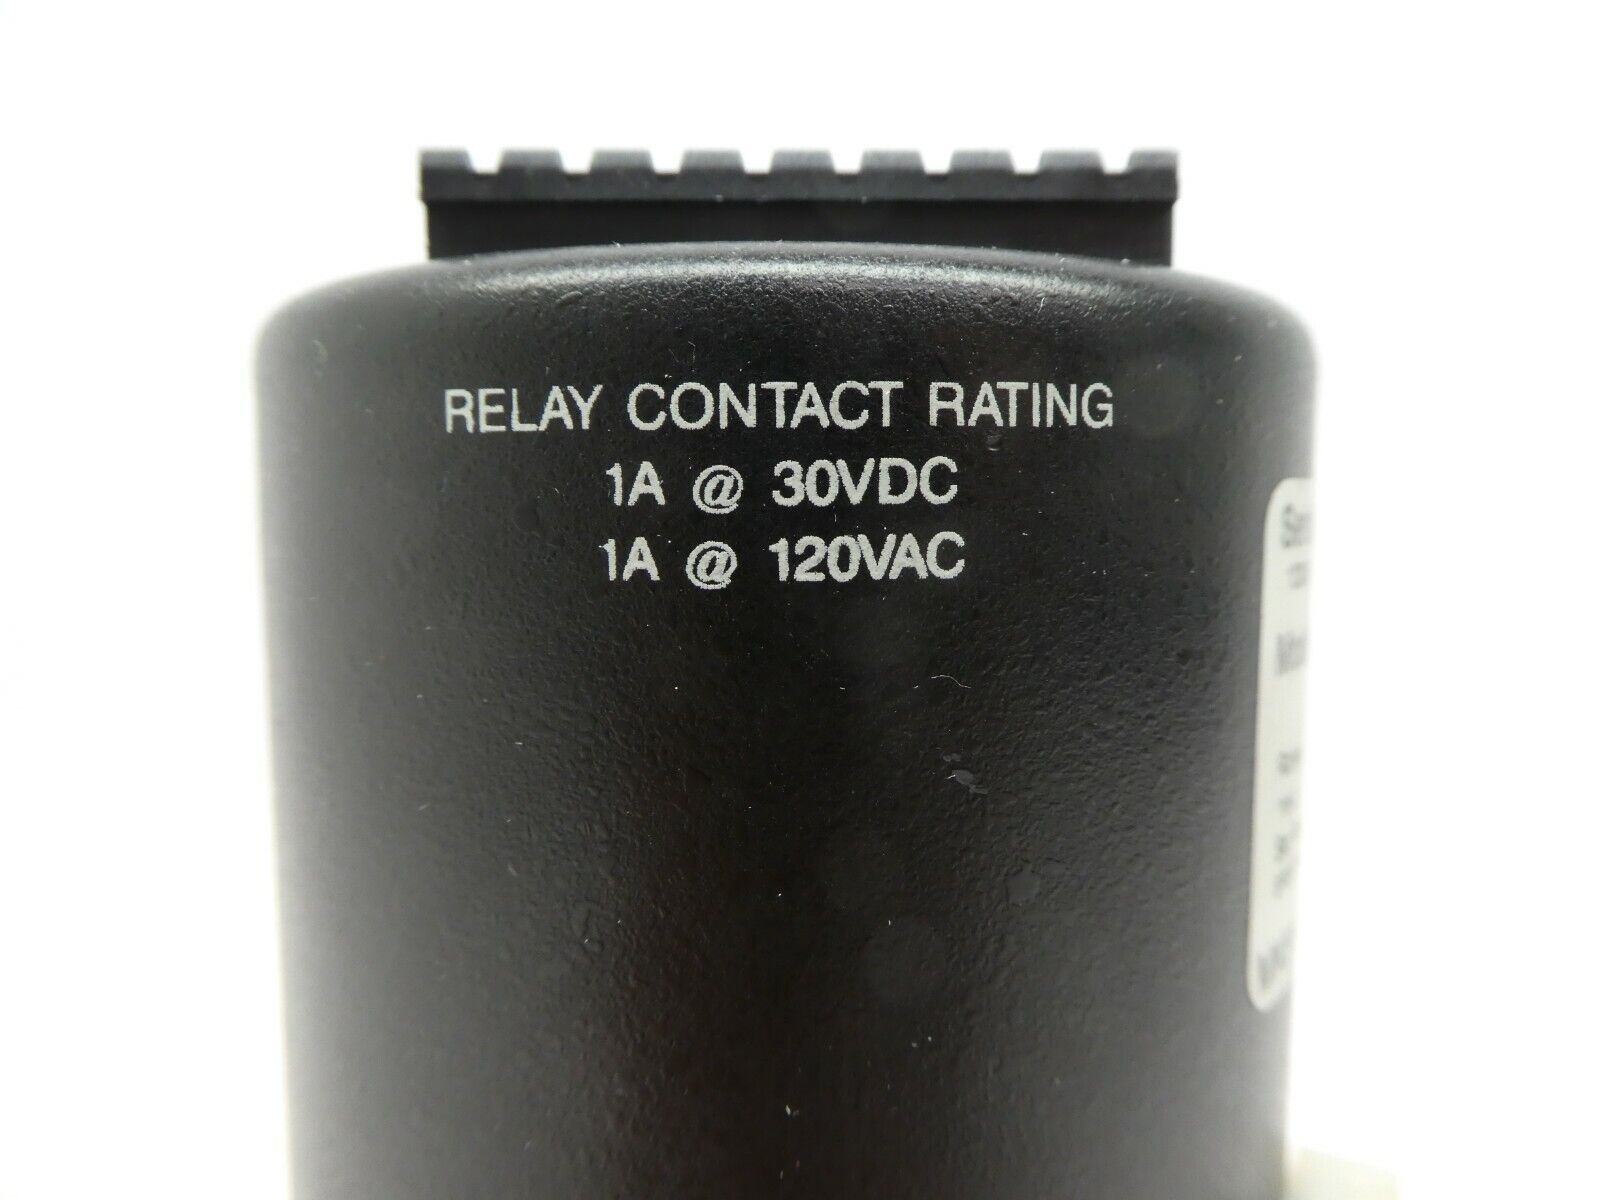 RELAY CONTACT RATING
1A @ 30VDC
1A @ 120VAC